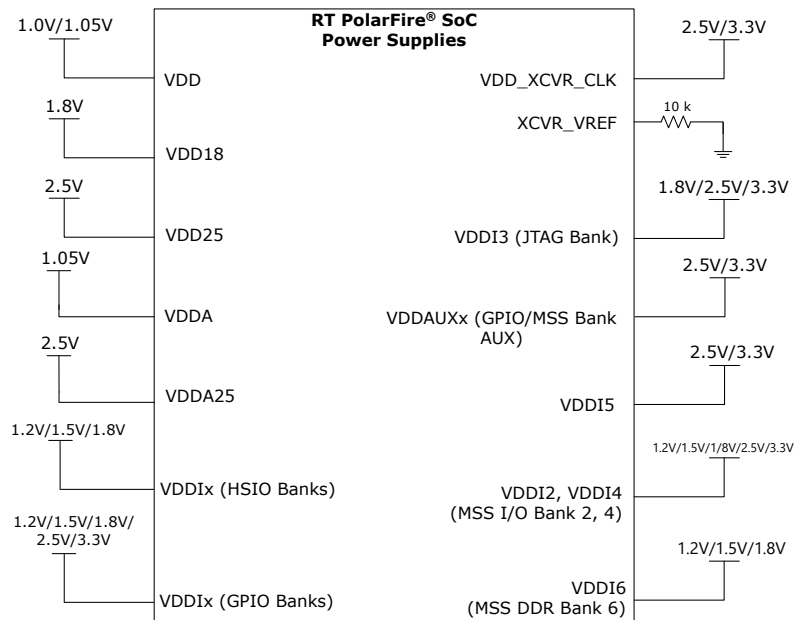 RT PolarFire® SoC
Power Supplies
1.0V/1.05V
VDD
1.8V
VDD18
2.5V
VDD25
1.05V
VDDA
2.5V
VDDA25
1.2V/1.5V/1.8V
VDDIx (HSIO Banks)
1.2V/1.5V/1.8V/
2.5V/3.3V
VDDIx (GPIO Banks)
2.5V/3.3V
VDD_XCVR_CLK
10 k
XCVR_VREF
1.8V/2.5V/3.3V
VDDI3 (JTAG Bank)
2.5V/3.3V
VDDAUXx (GPIO/MSS Bank
AUX)
2.5V/3.3V
VDDI5
1.2V/1.5V/1/8V/2.5V/3.3V
VDDI2, VDDI4
(MSS I/O Bank 2, 4)
1.2V/1.5V/1.8V
VDDI6
(MSS DDR Bank 6)